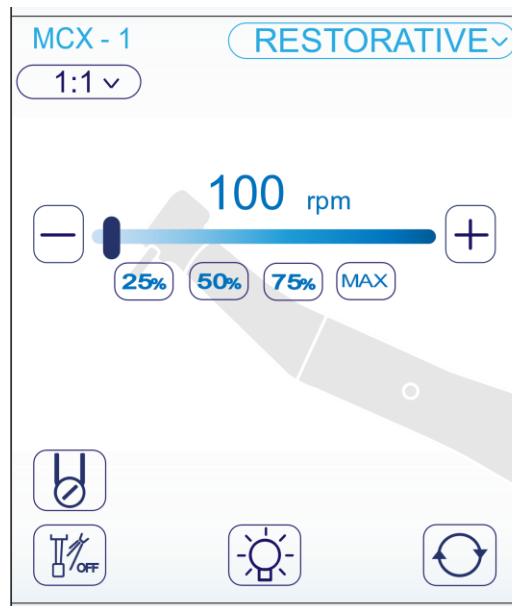 MCX - 1 RESTORATIVE
1:1
100 rpm
25% 50% 75% MAX
OFF